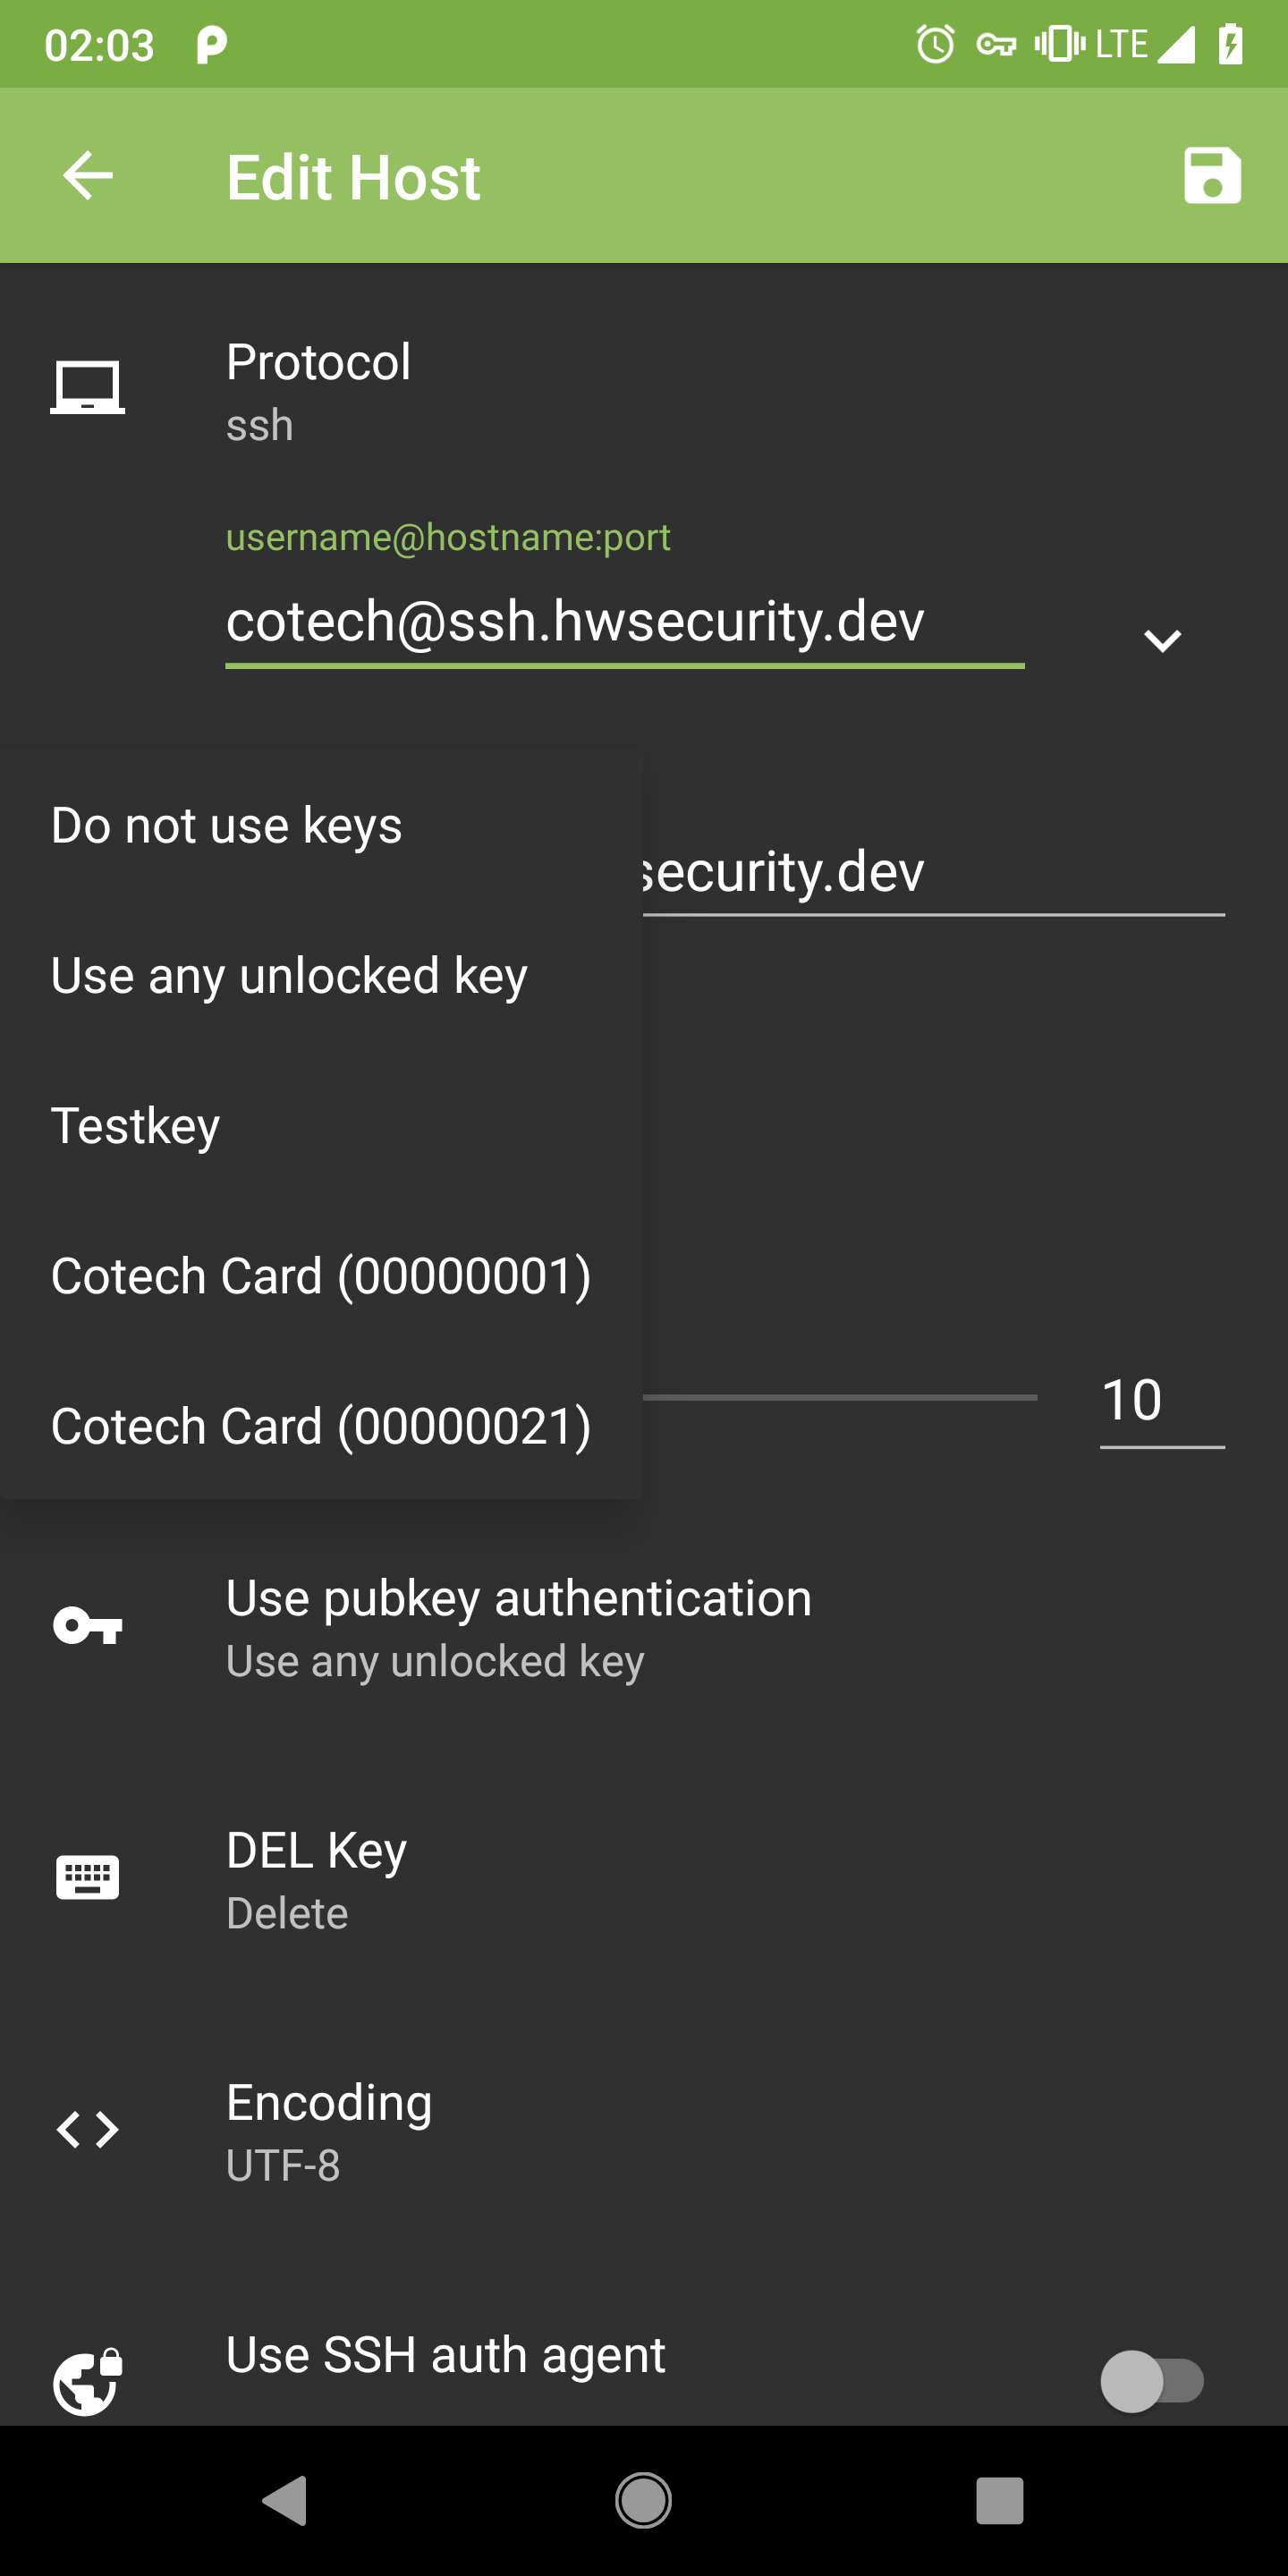 02:03 LTE
Edit Host
Protocol
ssh
username@hostname:port
cotech@ssh.hwsecurity.dev
Do not use keys
security.dev
Use any unlocked key
Testkey
Cotech Card (00000001)
10
Cotech Card (00000021)
Use pubkey authentication
Use any unlocked key
DEL Key
Delete
Encoding
UTF-8
Use SSH auth agent